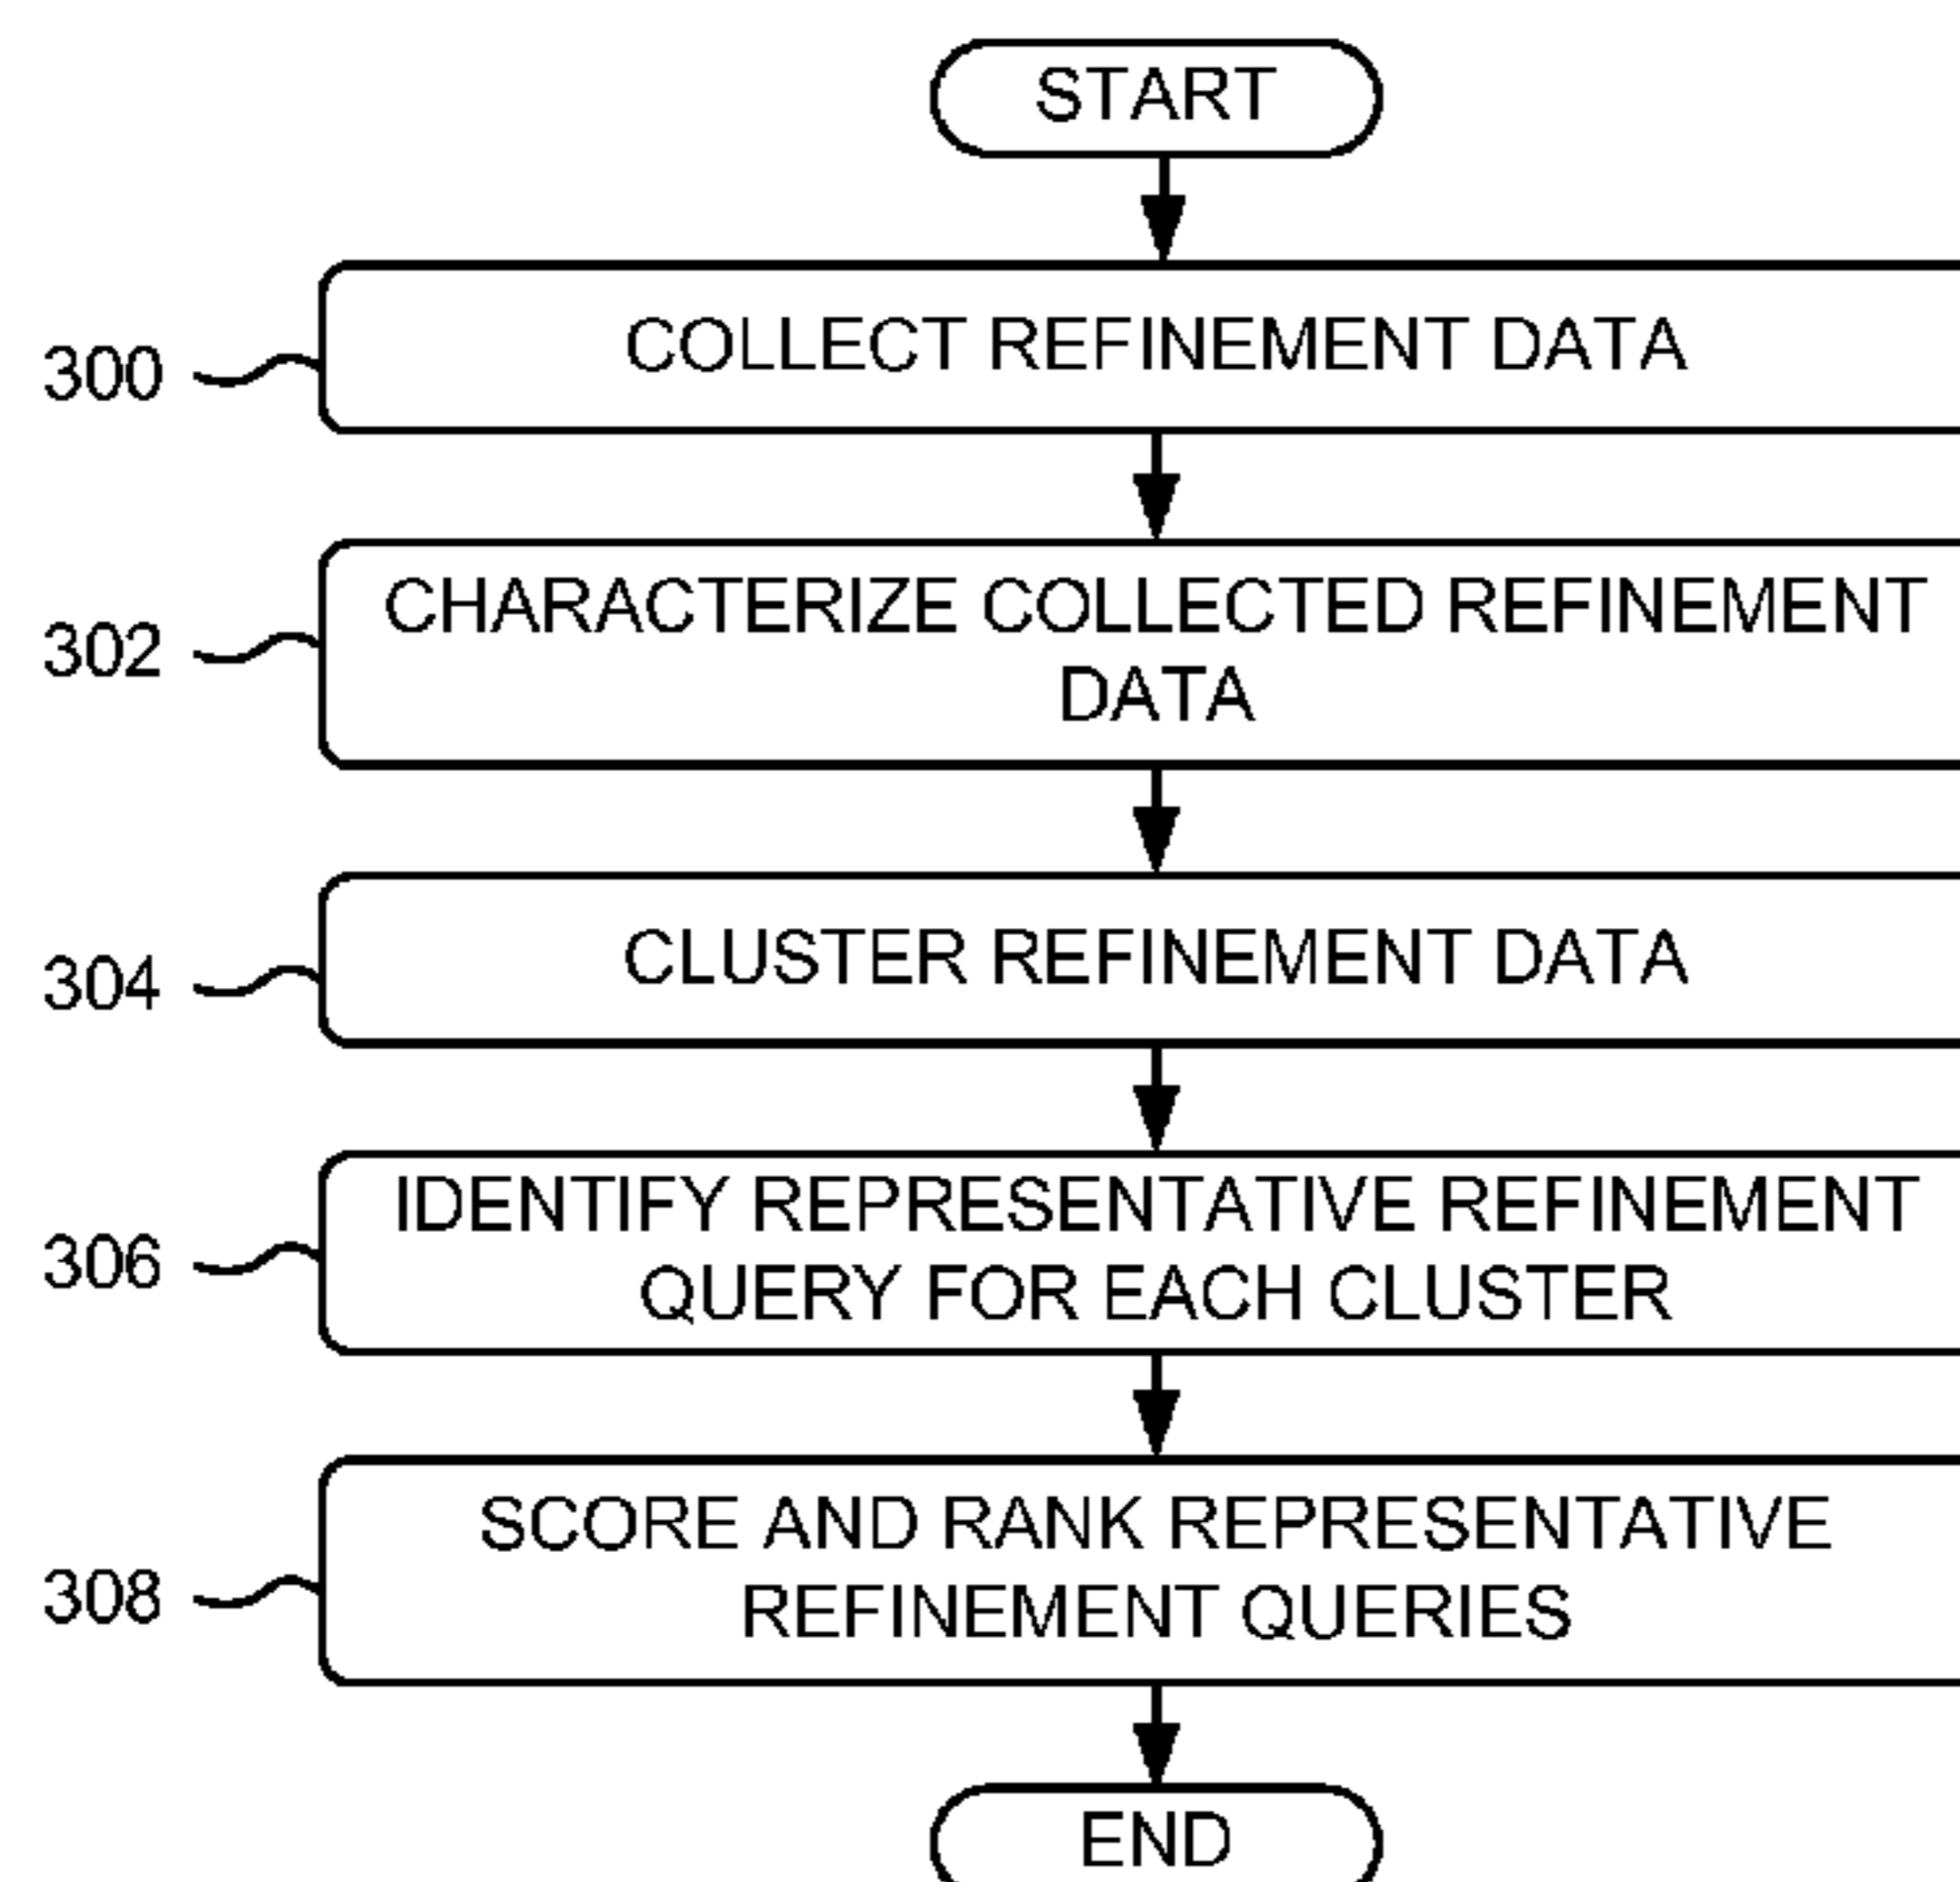 START
300
COLLECT REFINEMENT DATA
302
CHARACTERIZE COLLECTED REFINEMENT
DATA
304
CLUSTER REFINEMENT DATA
306
IDENTIFY REPRESENTATIVE REFINEMENT
QUERY FOR EACH CLUSTER
308
SCORE AND RANK REPRESENTATIVE
REFINEMENT QUERIES
END